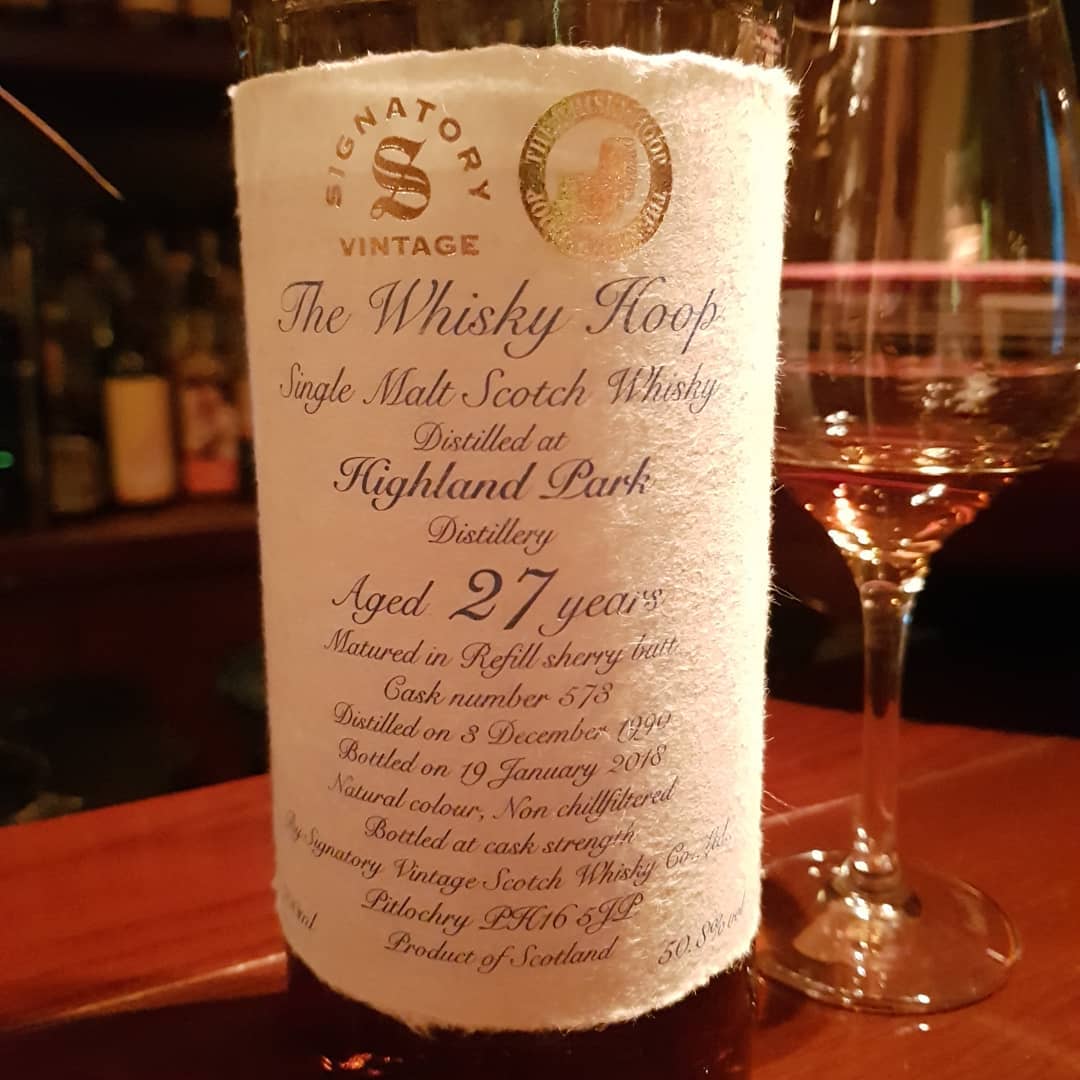 SIGNATORY
S
VINTAGE
The Whisky Hoop
Single Malt Scotch Whisky
Distilled at
Highland Park
Distillery
Aged 27 years
Matured in Refill sherry butt
Cask number 573
Distilled on 3 December 1990
Bottled on 19 January 2018
Natural colour, Non chillfiltered
Bottled at cask strength
By Signatory Vintage Scotch Whisky Co. Ltd.
Pitlochry PH16 5JP
Product of Scotland
50.8% vol